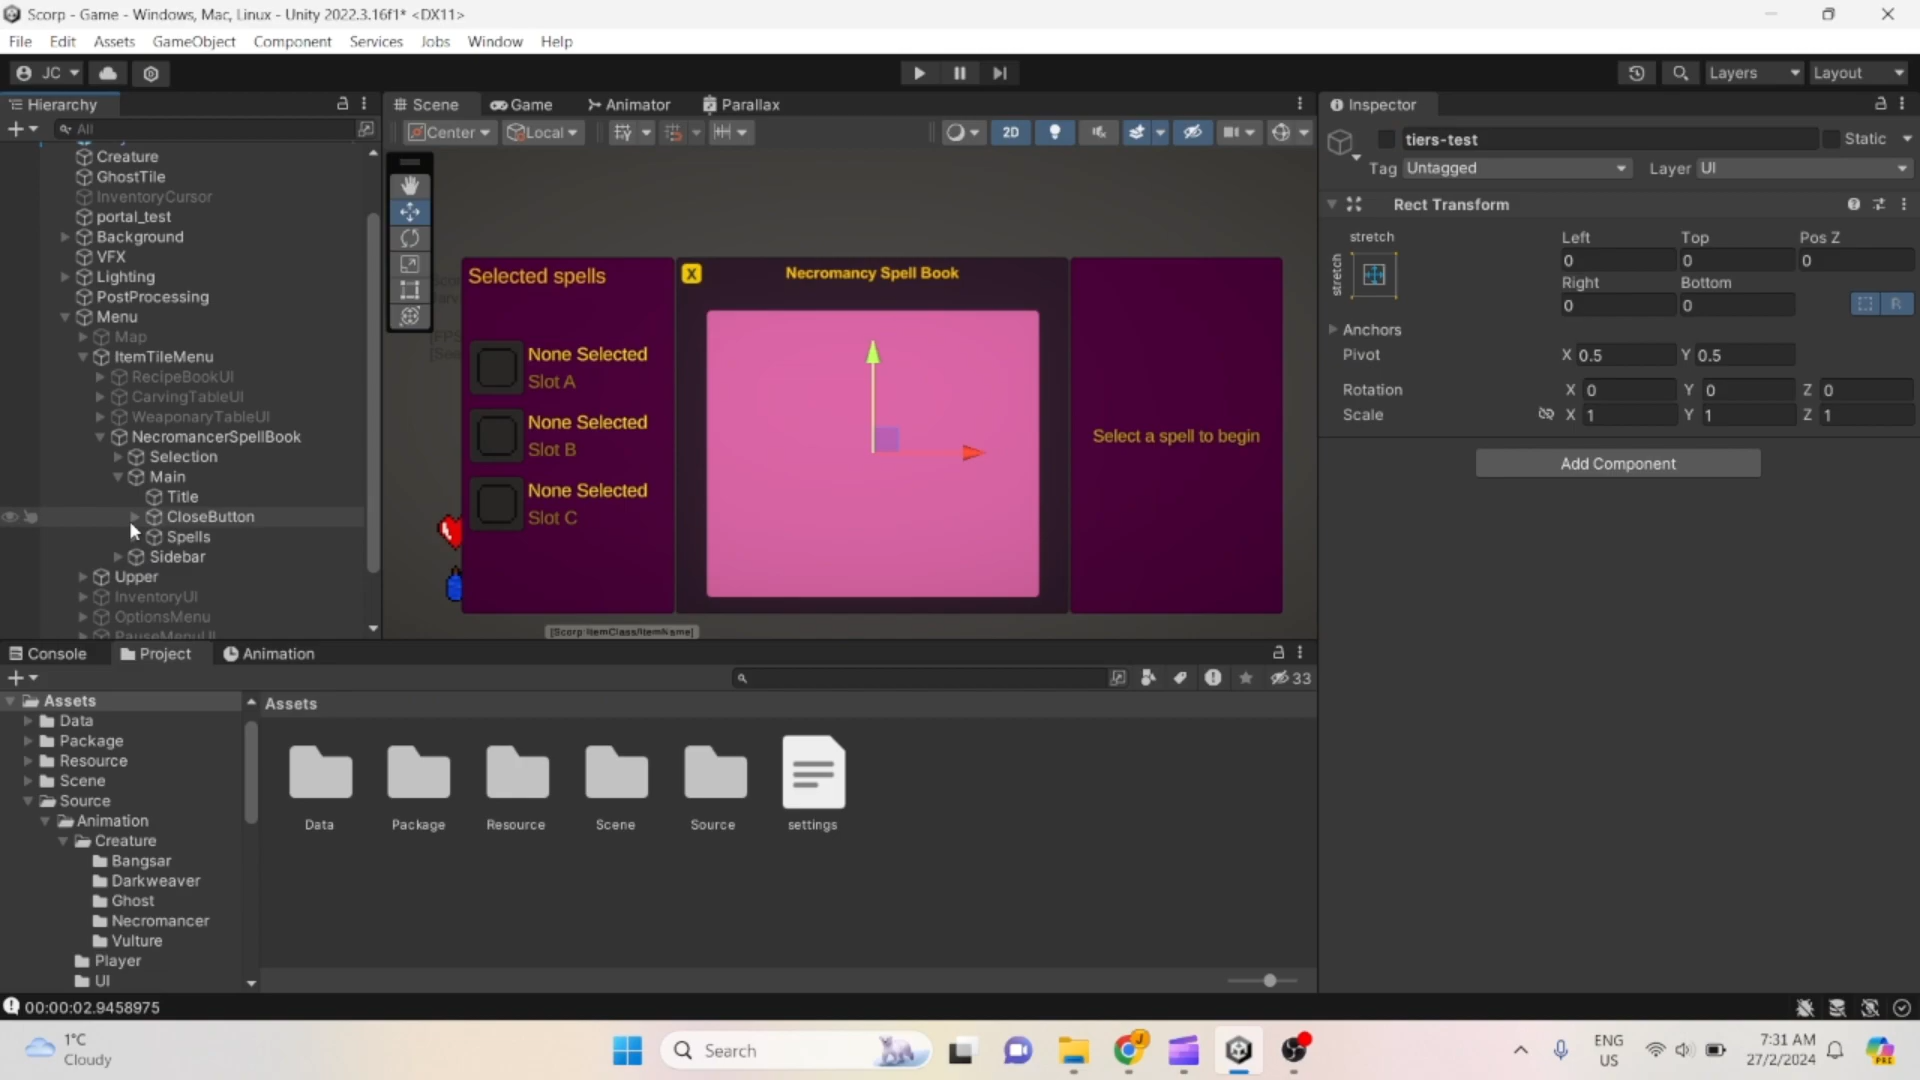 Scorp - Game - Windows, Mac, Linux - Unity 2022.3.16f1* <DX11>
File Edit Assets GameObject Component Services Jobs Window Help
JC Layers Layout
Hierarchy
All
Creature
GhostTile
InventoryCursor
portal_test
Background
VFX
Lighting
PostProcessing
Menu
Map
ItemTileMenu
RecipeBookUI
CarvingTableUI
WeaponaryTableUI
NecromancerSpellBook
Selection
Main
Title
CloseButton
Spells
Sidebar
Upper
InventoryUI
OptionsMenu
PauseMenuUI
Scene Game Animator Parallax
Center Local 2D
Selected spells
None Selected
Slot A
None Selected
Slot B
None Selected
Slot C
X Necromancy Spell Book
Select a spell to begin
[Scorp:ItemClass/ItemName]
Inspector
tiers-test Static
Tag Untagged Layer UI
Rect Transform
stretch Left Top Pos Z
stretch 0 0 0
Right Bottom
0 0 R
Anchors
Pivot X 0.5 Y 0.5
Rotation X 0 Y 0 Z 0
Scale X 1 Y 1 Z 1
Add Component
Console Project Animation
33
Assets
Data
Package
Resource
Scene
Source
Animation
Creature
Bangsar
Darkweaver
Ghost
Necromancer
Vulture
Player
UI
Assets
Data Package Resource Scene Source settings
00:00:02.9458975
1°C
Cloudy
Search
J
ENG
US
7:31 AM
27/2/2024
PRE